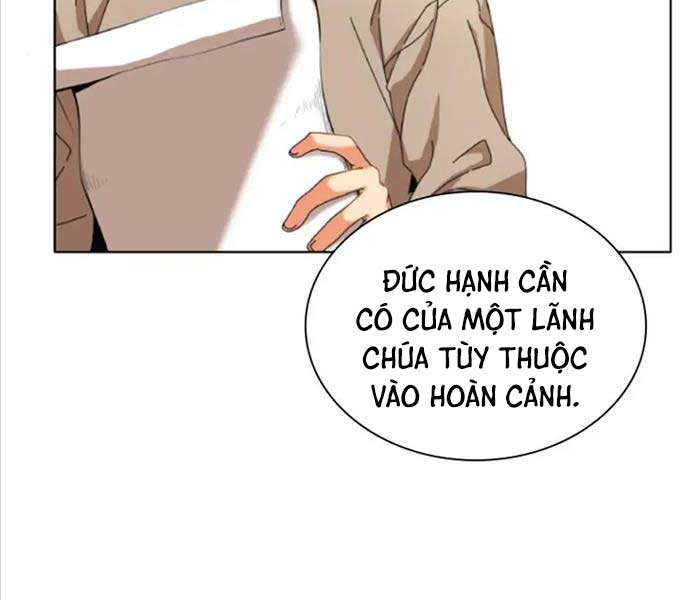 ĐỨC HẠNH CẦN
CÓ CỦA MỘT LÃNH
CHÚA TÙY THUỘC
VÀO HOÀN CẢNH.